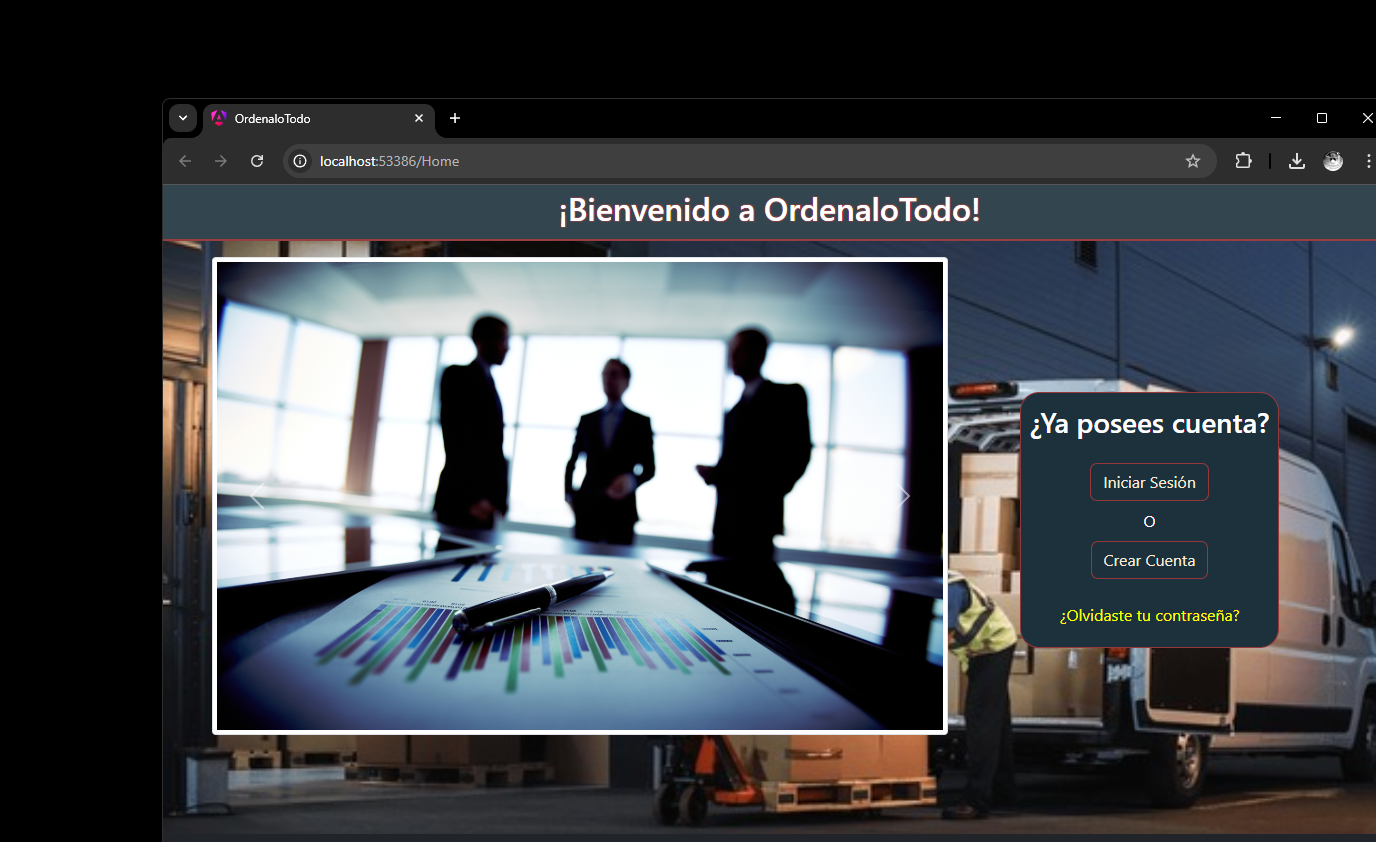 OrdenaloTodo
localhost:53386/Home
¡Bienvenido a OrdenaloTodo!
¿Ya posees cuenta?
Iniciar Sesión
O
Crear Cuenta
¿Olvidaste tu contraseña?